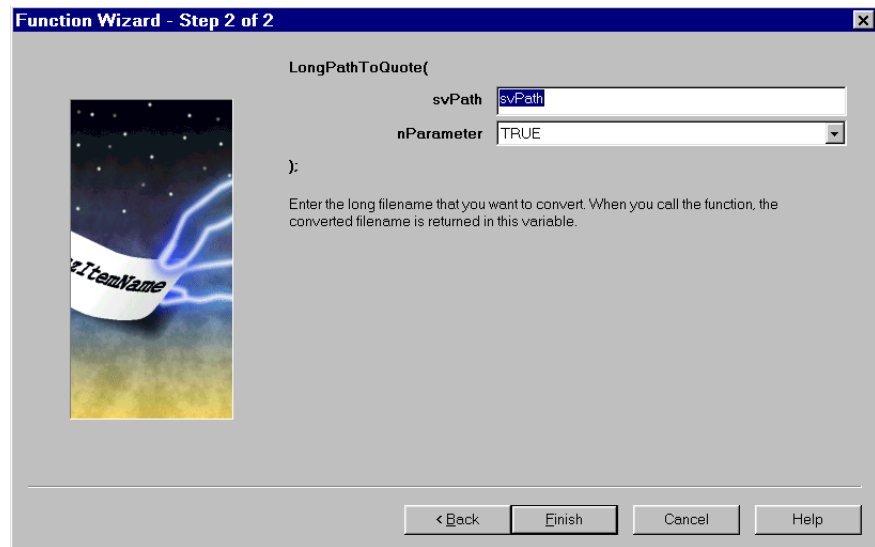 Function Wizard - Step 2 of 2
LongPathToQuote(
svPath svPath
nParameter TRUE
);
Enter the long filename that you want to convert. When you call the function, the
converted filename is returned in this variable.
szItemName
< Back Finish Cancel Help